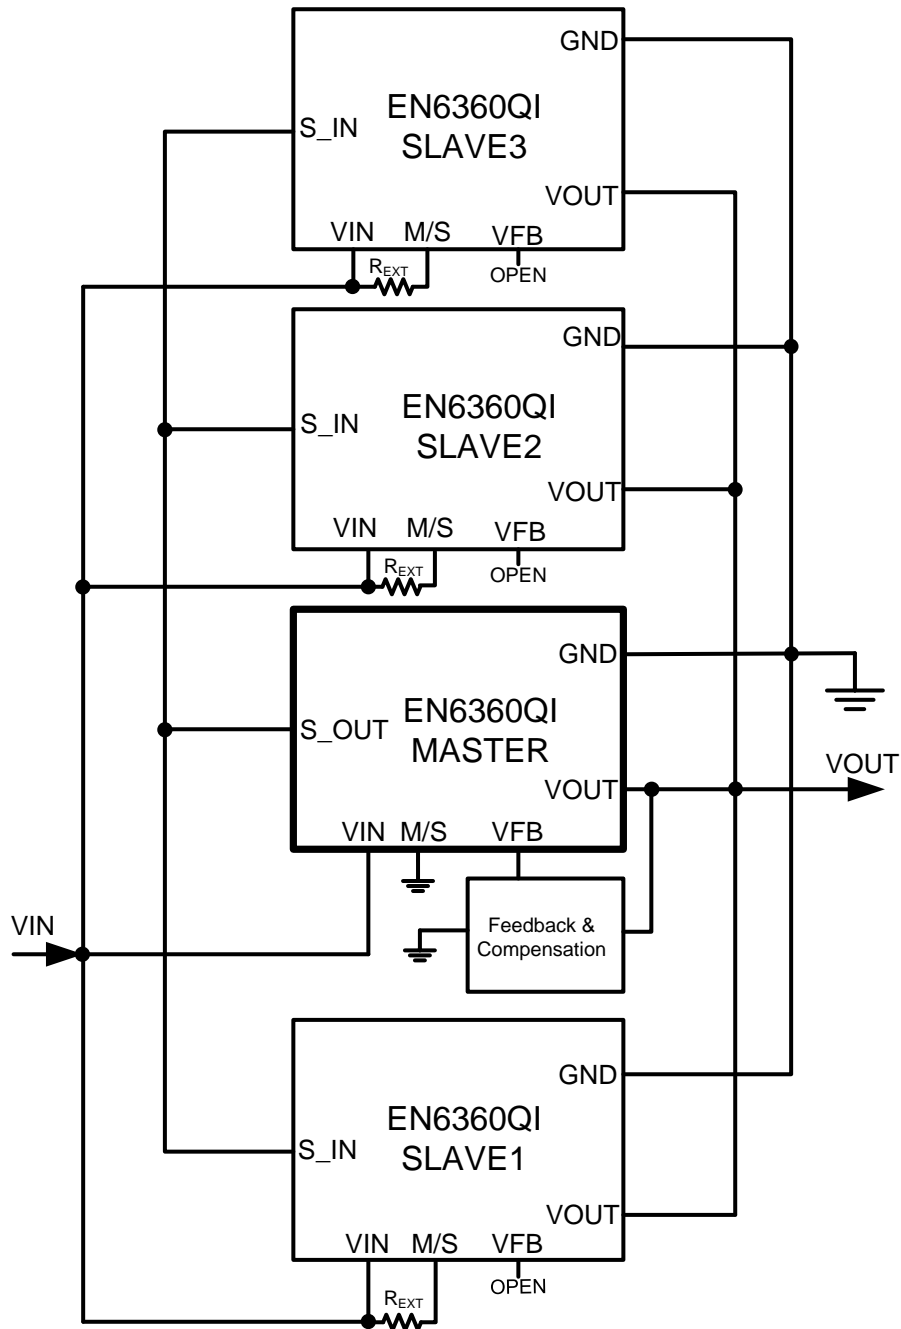 GND
EN6360QI
SLAVE3
S_IN
VOUT
VIN M/S VFB
REXT
OPEN
GND
EN6360QI
SLAVE2
S_IN
VOUT
VIN M/S VFB
REXT
OPEN
GND
EN6360QI
MASTER
S_OUT
VOUT
VOUT
VIN M/S VFB
Feedback &
Compensation
VIN
GND
EN6360QI
SLAVE1
S_IN
VOUT
VIN M/S VFB
REXT
OPEN